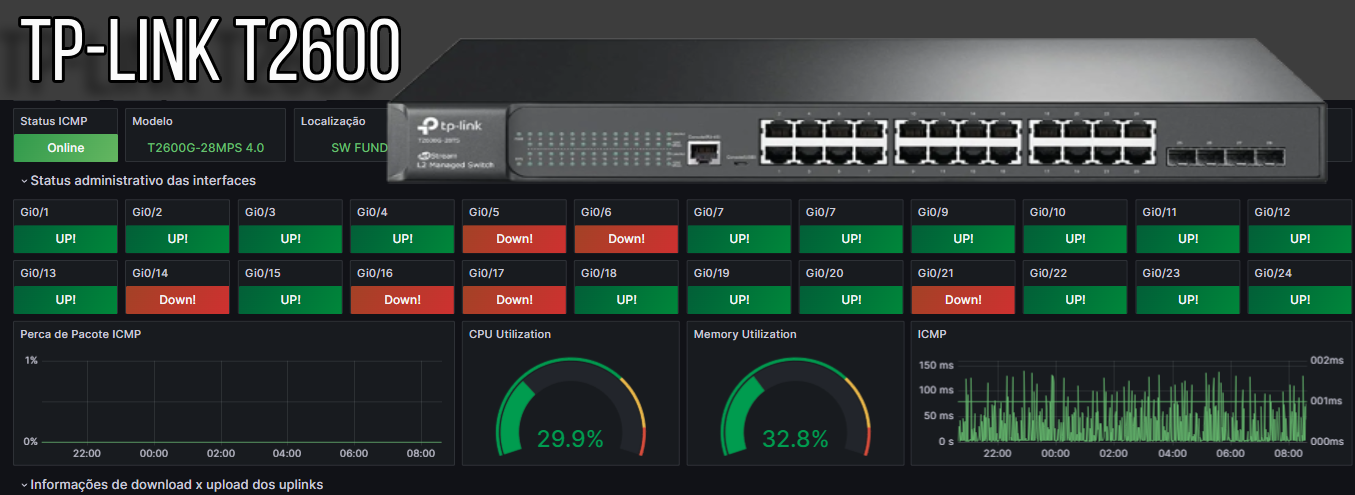 TP-LINK T2600
tp-link
T2600G-28TS
JetStream
L2 Managed Switch
Status ICMP
Online
Modelo
T2600G-28MPS 4.0
Localização
SW FUND
Status administrativo das interfaces
Gi0/1 Gi0/2 Gi0/3 Gi0/4 Gi0/5 Gi0/6 Gi0/7 Gi0/7 Gi0/9 Gi0/10 Gi0/11 Gi0/12
UP! UP! UP! UP! Down! Down! UP! UP! UP! UP! UP! UP!
Gi0/13 Gi0/14 Gi0/15 Gi0/16 Gi0/17 Gi0/18 Gi0/19 Gi0/20 Gi0/21 Gi0/22 Gi0/23 Gi0/24
UP! Down! UP! Down! Down! UP! UP! UP! Down! UP! UP! UP!
Perca de Pacote ICMP
1%
0%
22:00 00:00 02:00 04:00 06:00 08:00
CPU Utilization
29.9%
Memory Utilization
32.8%
ICMP
150 ms 002ms
100 ms 001ms
50 ms
0 s 000ms
22:00 00:00 02:00 04:00 06:00 08:00
Informações de download x upload dos uplinks